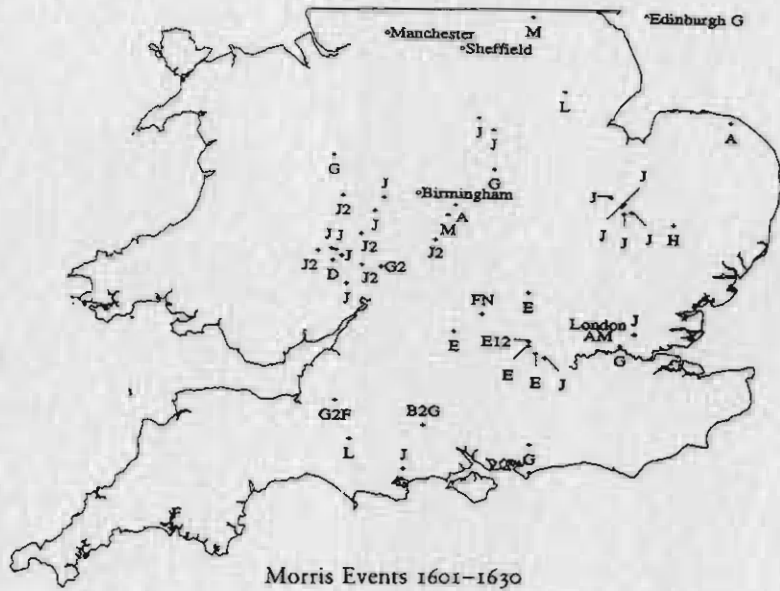 Edinburgh G
M
Manchester
Sheffield
L
A
J
J
G
G
J
J
J
J2
Birmingham
J
A
M
H
J
J
J
J
J2
J2
JJ
J
J2
G2
D
J2
J
FN
E
J
London
AM
E12
E
G
E
E
J
G2F
B2G
L
J
G
Morris Events 1601–1630